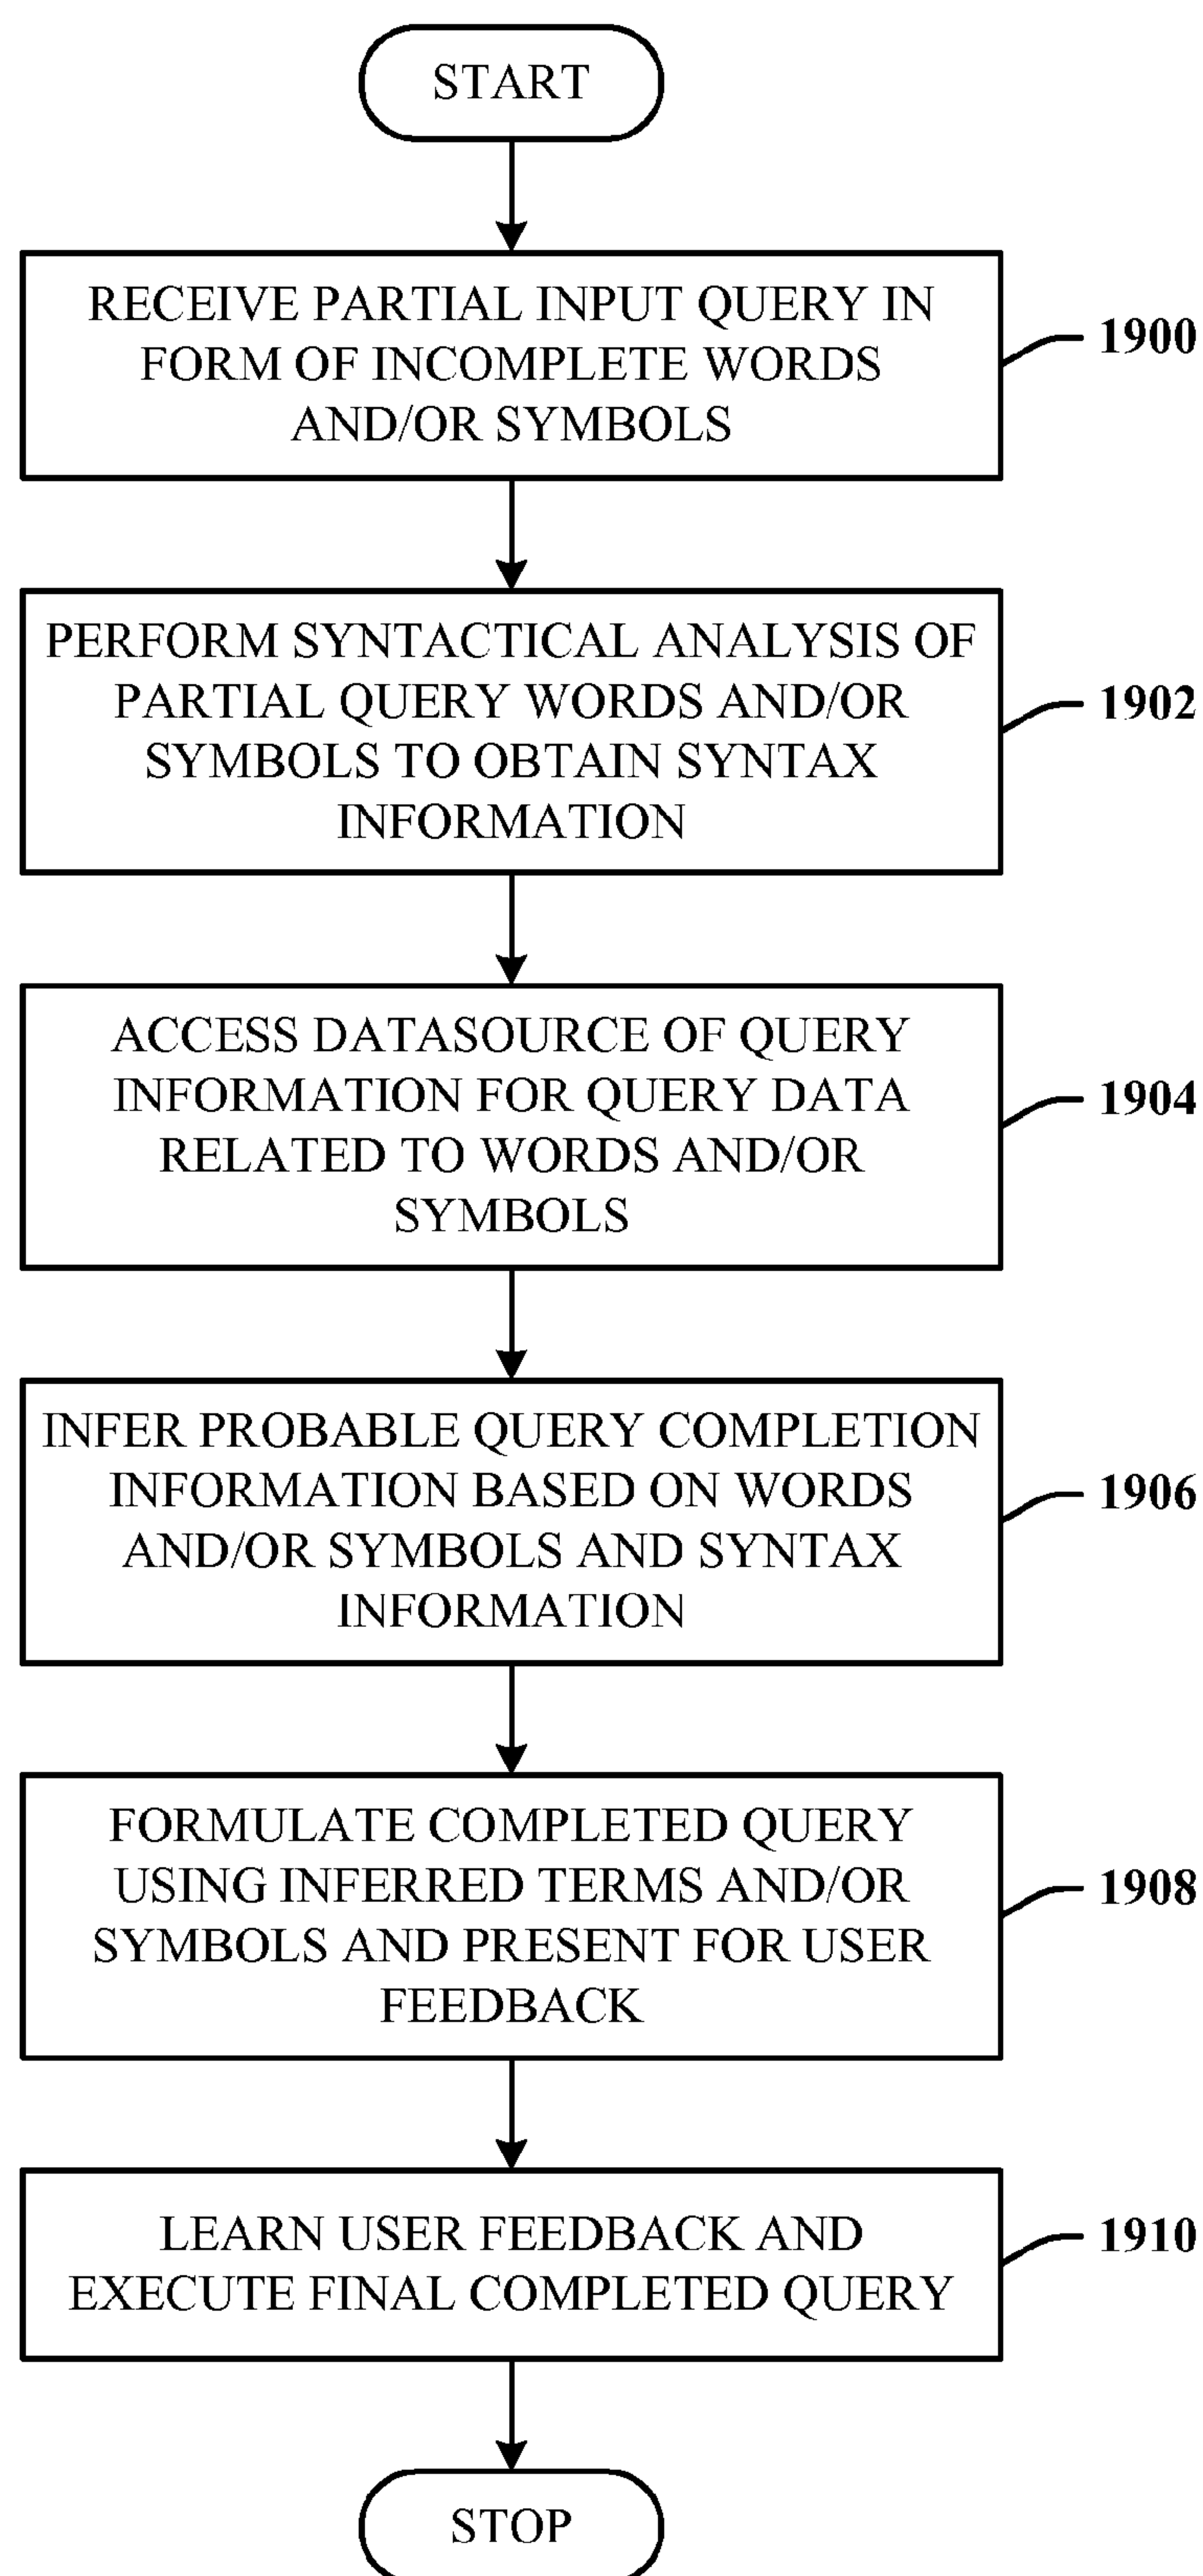 START
RECEIVE PARTIAL INPUT QUERY IN
FORM OF INCOMPLETE WORDS
AND/OR SYMBOLS
1900
PERFORM SYNTACTICAL ANALYSIS OF
PARTIAL QUERY WORDS AND/OR
SYMBOLS TO OBTAIN SYNTAX
INFORMATION
1902
ACCESS DATASOURCE OF QUERY
INFORMATION FOR QUERY DATA
RELATED TO WORDS AND/OR
SYMBOLS
1904
INFER PROBABLE QUERY COMPLETION
INFORMATION BASED ON WORDS
AND/OR SYMBOLS AND SYNTAX
INFORMATION
1906
FORMULATE COMPLETED QUERY
USING INFERRED TERMS AND/OR
SYMBOLS AND PRESENT FOR USER
FEEDBACK
1908
LEARN USER FEEDBACK AND
EXECUTE FINAL COMPLETED QUERY
1910
STOP